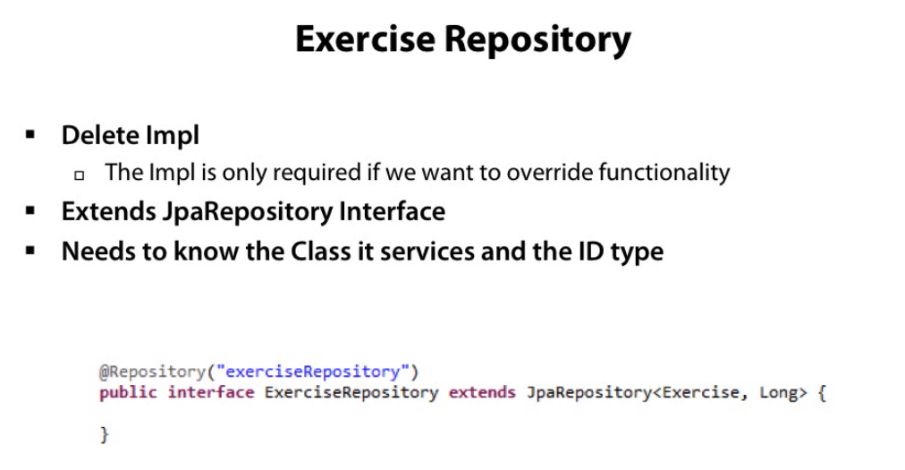 Exercise Repository
▪ Delete Impl
▫ The Impl is only required if we want to override functionality
▪ Extends JpaRepository Interface
▪ Needs to know the Class it services and the ID type
@Repository("exerciseRepository")
public interface ExerciseRepository extends JpaRepository<Exercise, Long> {
}